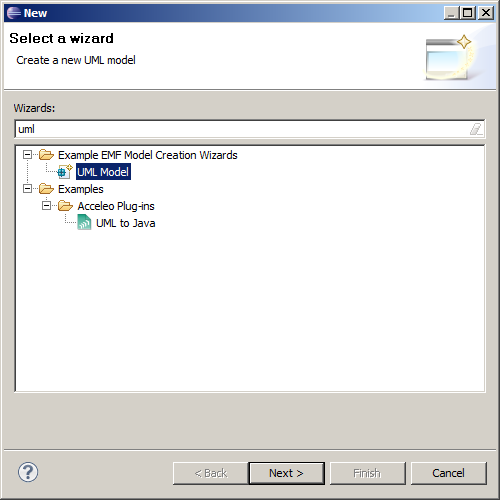 New
Select a wizard
Create a new UML model
Wizards:
uml
Example EMF Model Creation Wizards
UML Model
Examples
Acceleo Plug-ins
UML to Java
? < Back Next > Finish Cancel